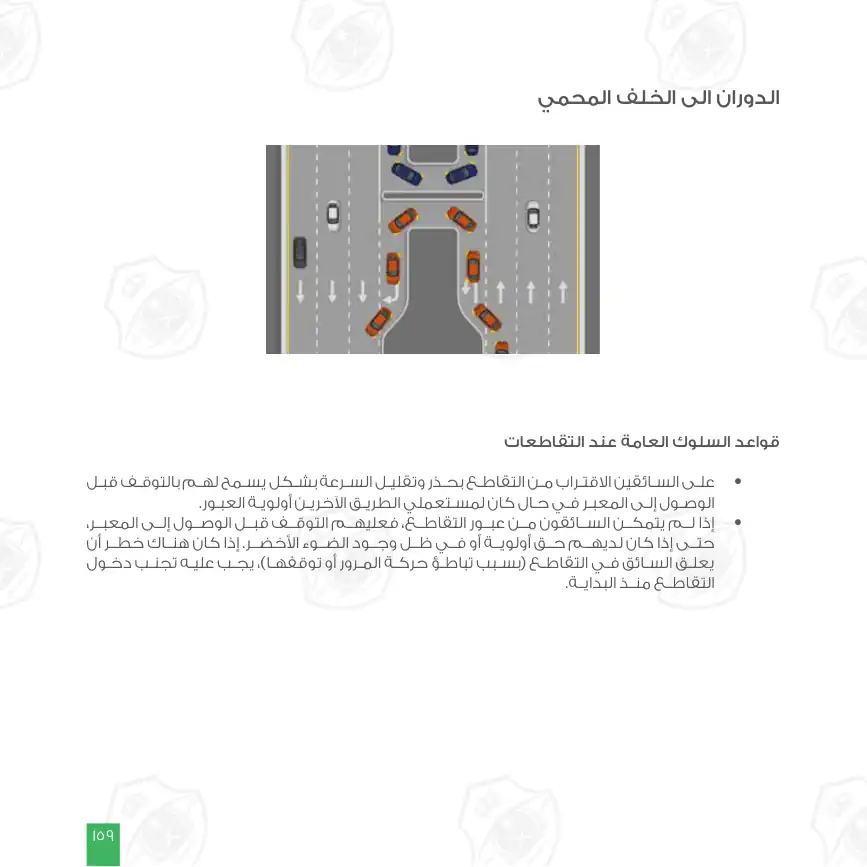 الدوران الى الخلف المحمي
قواعد السلوك العامة عند التقاطعات
• على السائقين الاقتراب من التقاطع بحذر وتقليل السرعة بشكل يسمح لهم بالتوقف قبل
الوصول إلى المعبر في حال كان لمستعملي الطريق الآخرين أولوية العبور.
• إذا لم يتمكن السائقون من عبور التقاطع، فعليهم التوقّف قبل الوصول إلى المعبر،
حتى إذا كان لديهم حق أولوية أو في ظل وجود الضوء الأخضر. إذا كان هناك خطر أن
يعلق السائق في التقاطع (بسبب تباطؤ حركة المرور أو توقفها)، يجب عليه تجنب دخول
التقاطع منذ البداية.
١٥٩